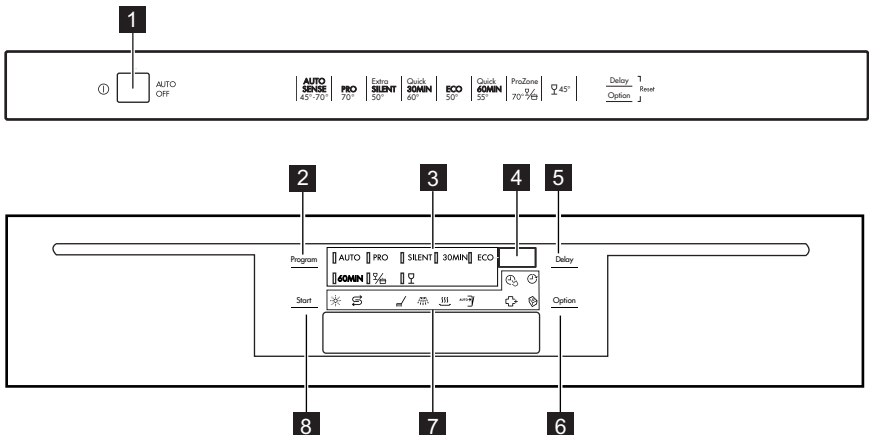 1
AUTO OFF
AUTO SENSE 45°-70°
PRO 70°
Extra SILENT 50°
Quick 30MIN 60°
ECO 50°
Quick 60MIN 55°
ProZone 70°
45°
Delay
Option
Reset
2 3 4 5
Program AUTO PRO SILENT 30MIN ECO Delay
60MIN
Start AUTO Option
8 7 6